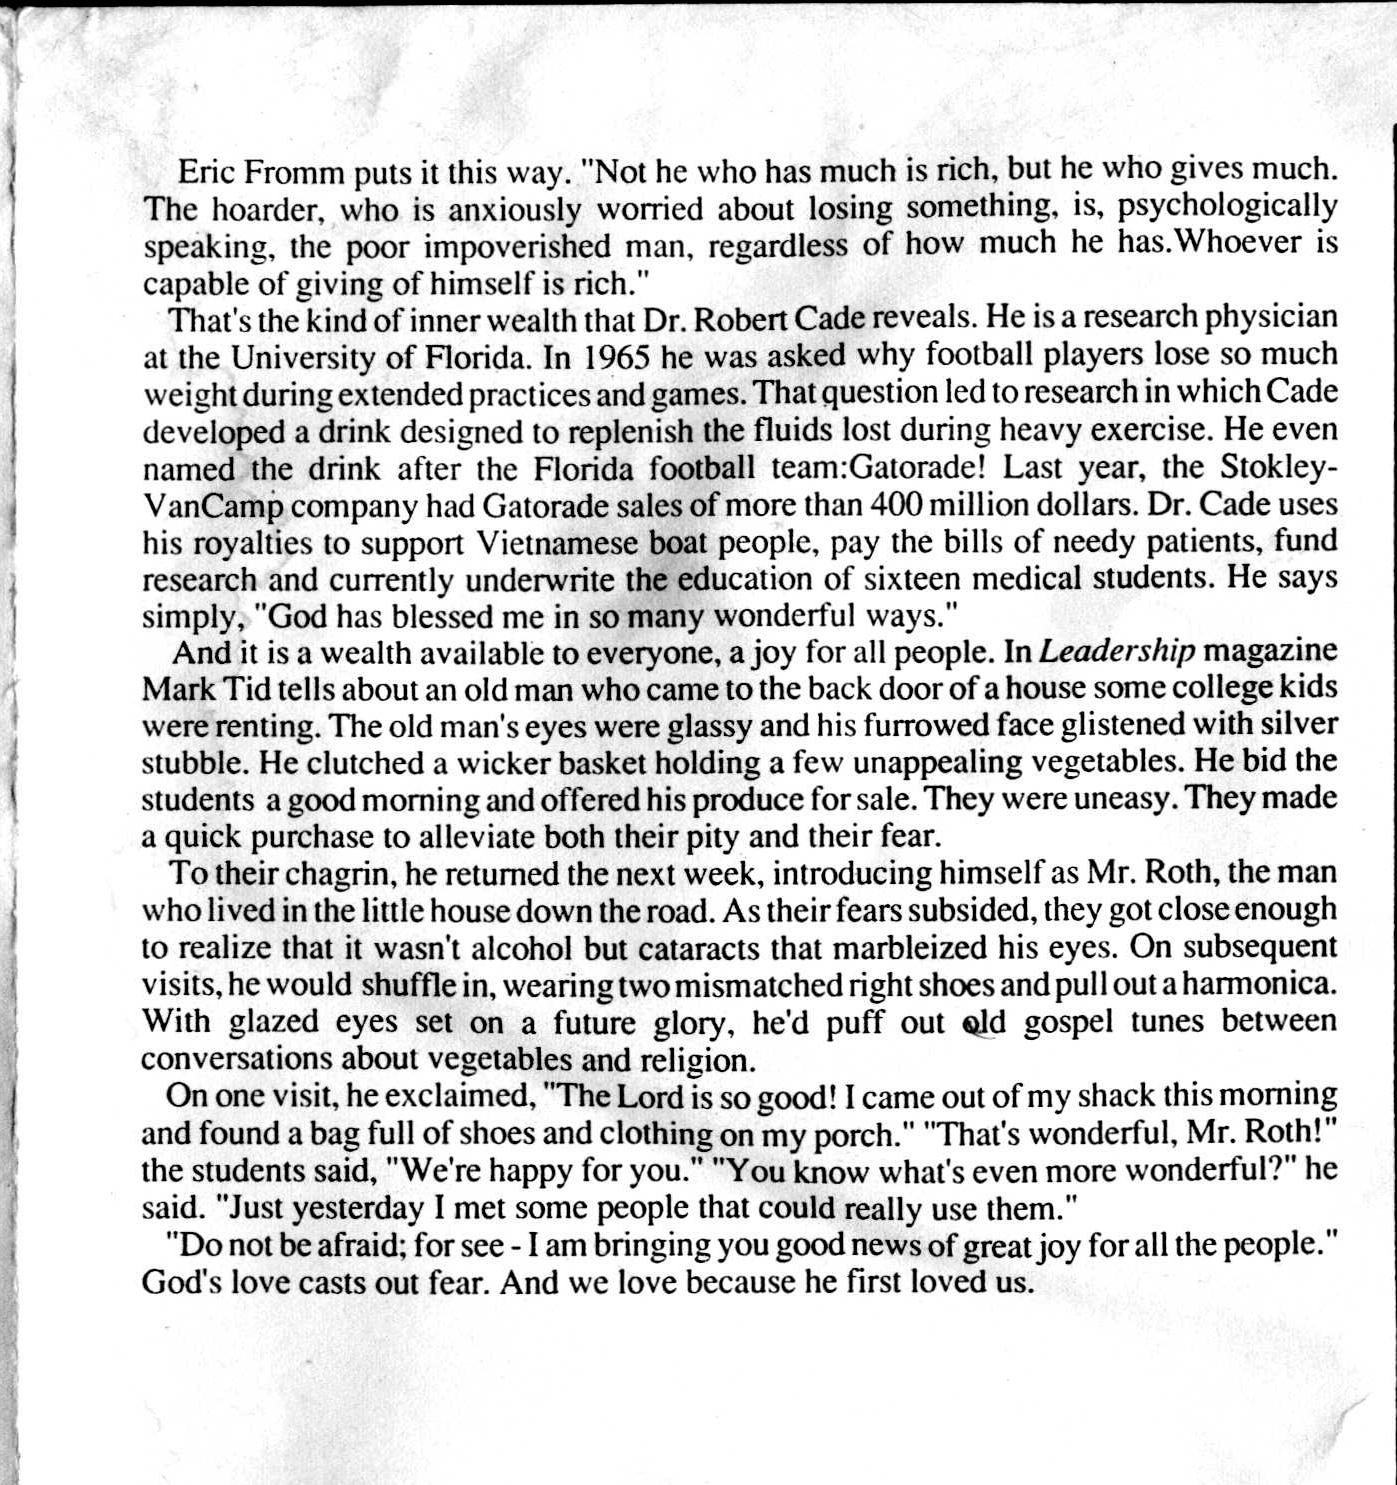 Eric Fromm puts it this way. "Not he who has much is rich, but he who gives much.
The hoarder, who is anxiously worried about losing something, is, psychologically
speaking, the poor impoverished man, regardless of how much he has.Whoever is
capable of giving of himself is rich."
That's the kind of inner wealth that Dr. Robert Cade reveals. He is a research physician
at the University of Florida. In 1965 he was asked why football players lose so much
weight during extended practices and games. That question led to research in which Cade
developed a drink designed to replenish the fluids lost during heavy exercise. He even
named the drink after the Florida football team:Gatorade! Last year, the Stokley-
VanCamp company had Gatorade sales of more than 400 million dollars. Dr. Cade uses
his royalties to support Vietnamese boat people, pay the bills of needy patients, fund
research and currently underwrite the education of sixteen medical students. He says
simply, "God has blessed me in so many wonderful ways."
And it is a wealth available to everyone, a joy for all people. In Leadership magazine
Mark Tid tells about an old man who came to the back door of a house some college kids
were renting. The old man's eyes were glassy and his furrowed face glistened with silver
stubble. He clutched a wicker basket holding a few unappealing vegetables. He bid the
students a good morning and offered his produce for sale. They were uneasy. They made
a quick purchase to alleviate both their pity and their fear.
To their chagrin, he returned the next week, introducing himself as Mr. Roth, the man
who lived in the little house down the road. As their fears subsided, they got close enough
to realize that it wasn't alcohol but cataracts that marbleized his eyes. On subsequent
visits, he would shuffle in, wearing two mismatched right shoes and pull out a harmonica.
With glazed eyes set on a future glory, he'd puff out old gospel tunes between
conversations about vegetables and religion.
On one visit, he exclaimed, "The Lord is so good! I came out of my shack this morning
and found a bag full of shoes and clothing on my porch." "That's wonderful, Mr. Roth!"
the students said, "We're happy for you." "You know what's even more wonderful?" he
said. "Just yesterday I met some people that could really use them."
"Do not be afraid; for see - I am bringing you good news of great joy for all the people."
God's love casts out fear. And we love because he first loved us.